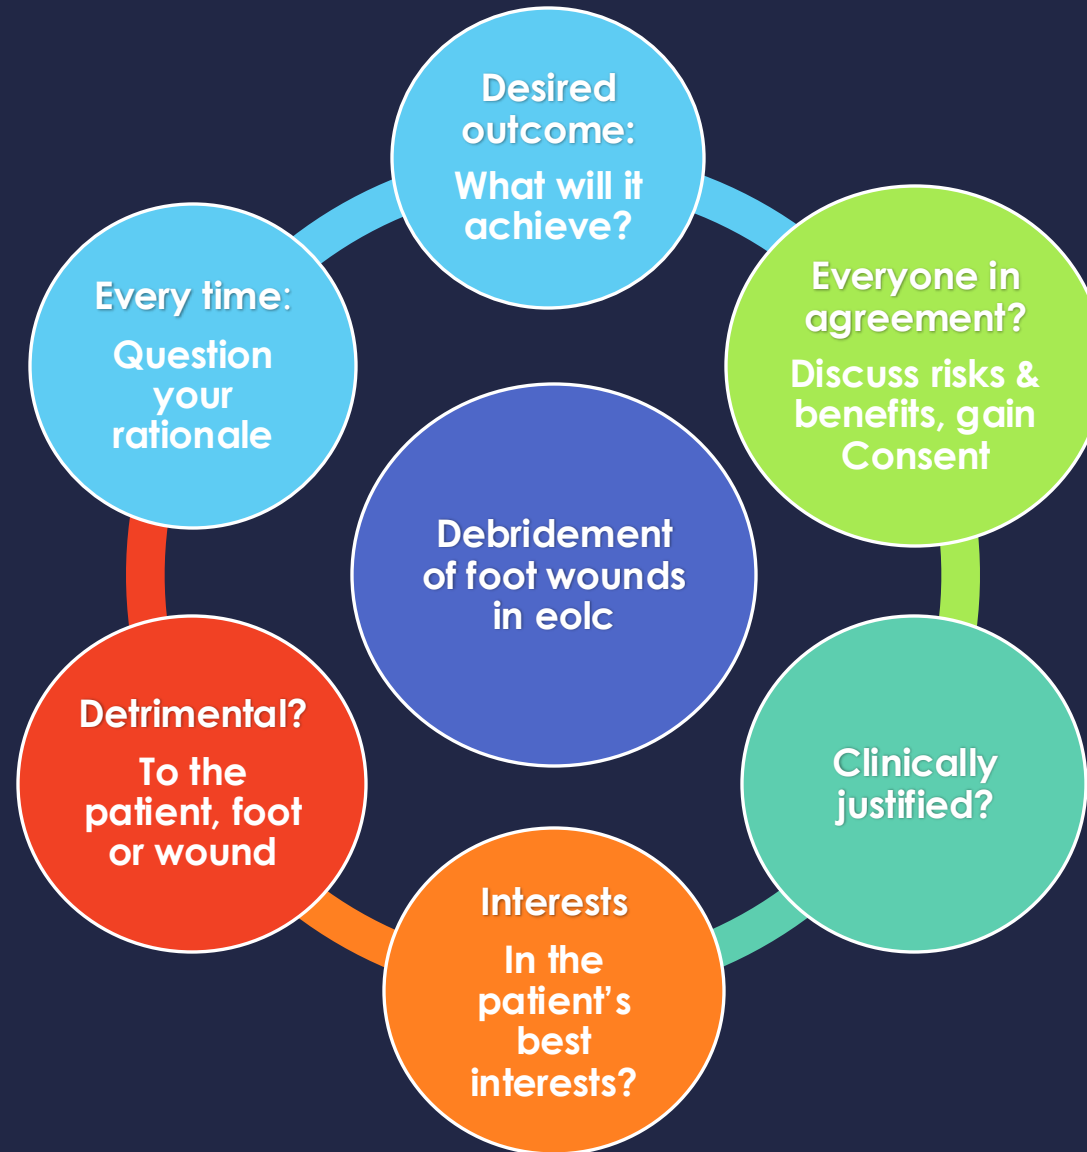 Desired
outcome:
What will it
achieve?
Everyone in
agreement?
Discuss risks &
benefits, gain
Consent
Clinically
justified?
Interests
In the
patient’s
best
interests?
Detrimental?
To the
patient, foot
or wound
Every time:
Question
your
rationale
Debridement
of foot wounds
in eolc